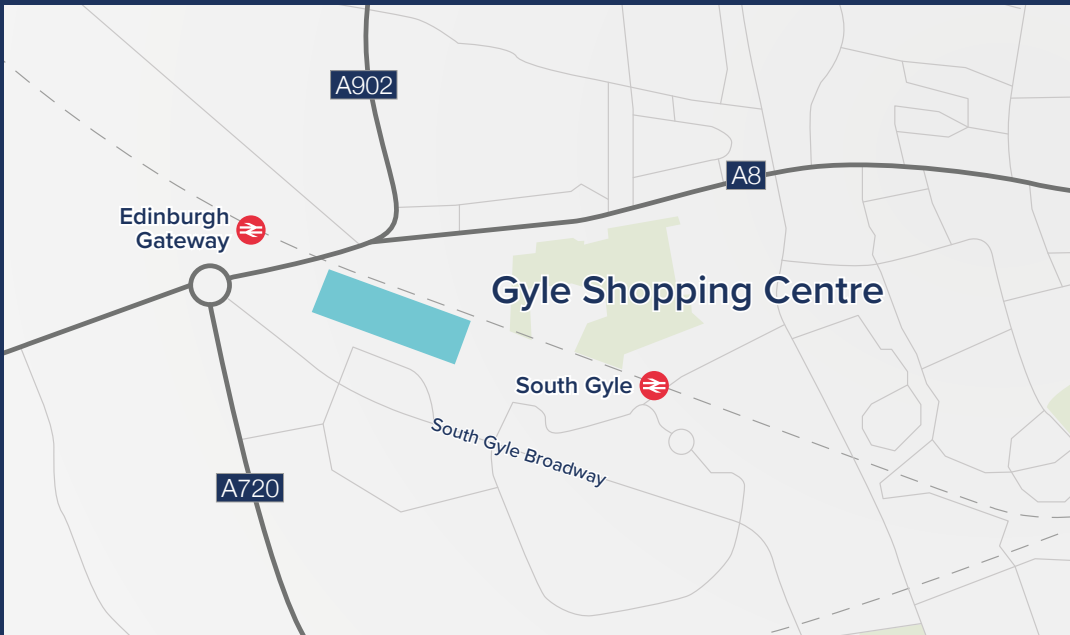 A902
A8
Edinburgh
Gateway
Gyle Shopping Centre
South Gyle
South Gyle Broadway
A720